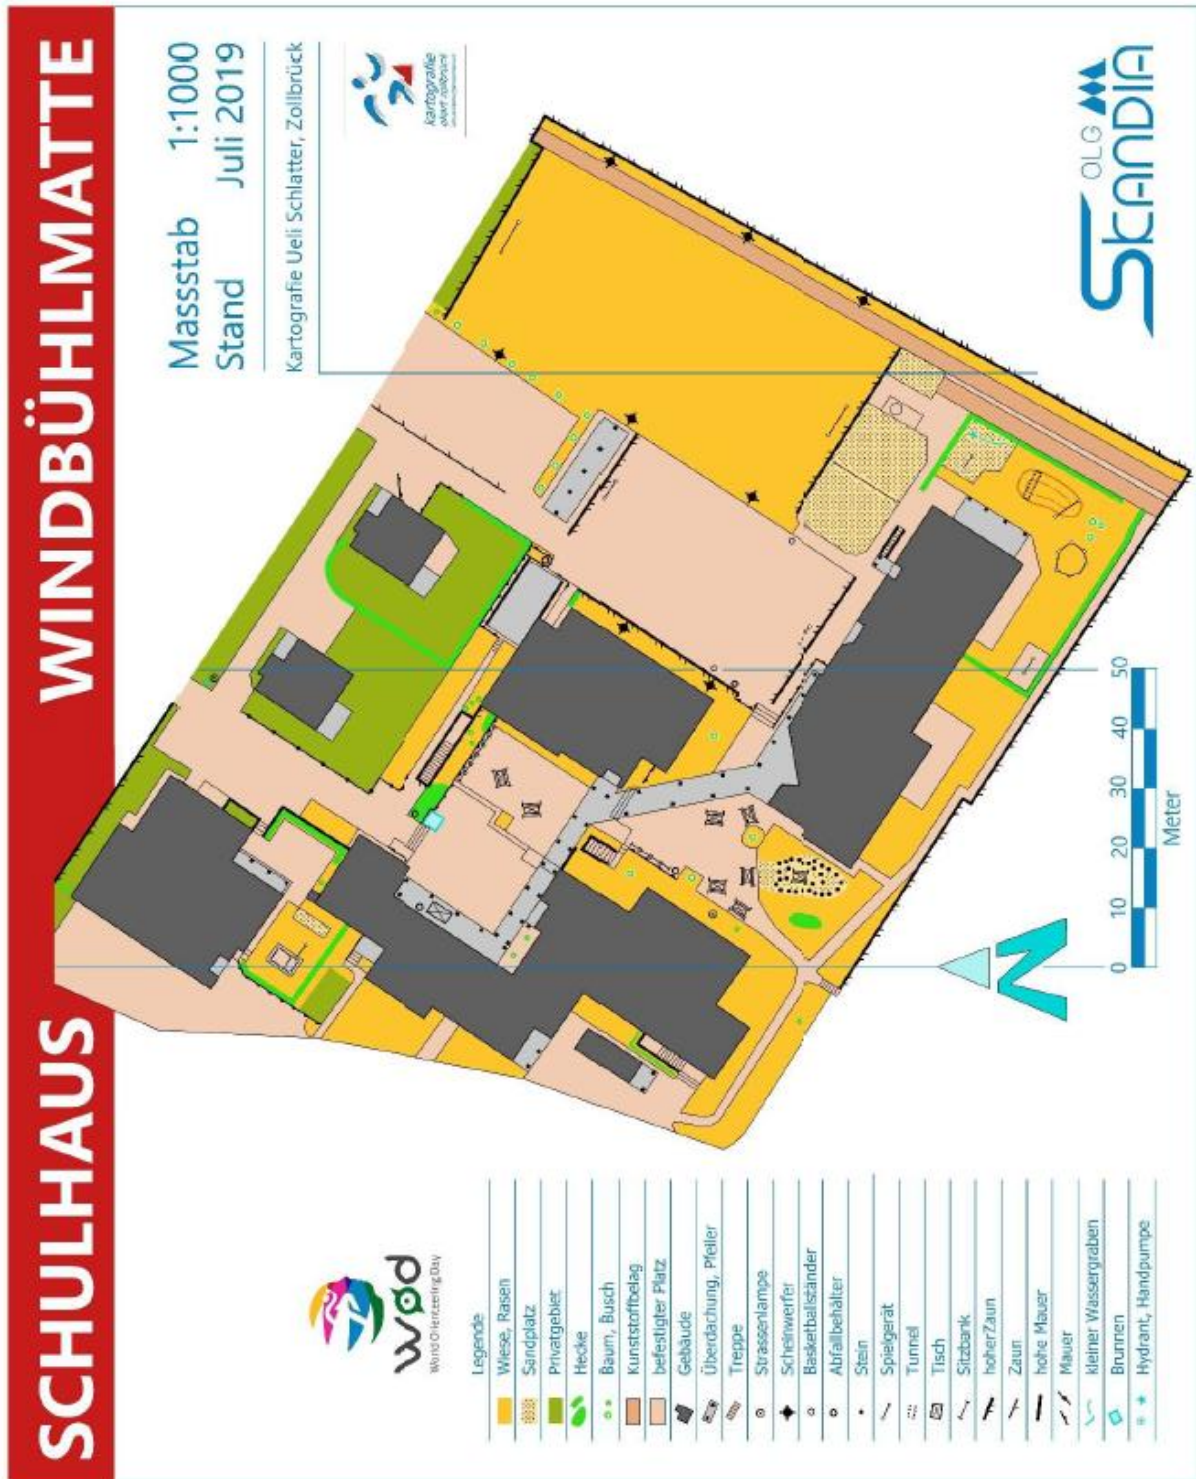 SCHULHAUS WINDBÜHLMATTE
Massstab 1:1000
Stand Juli 2019
Kartografie Ueli Schlatter, Zollbrück
kartografie
OLG
SKANDIA
wod
World Orienteering Day
Legende
Wiese, Rasen
Sandplatz
Privatgebiet
Hecke
Baum, Busch
Kunststoffbelag
befestigter Platz
Gebäude
Überdachung, Pfeiler
Treppe
Strassenlampe
Scheinwerfer
Basketballständer
Abfallbehälter
Stein
Spielgerät
Tunnel
Tisch
Sitzbank
hoherZaun
Zaun
hohe Mauer
Mauer
kleiner Wassergraben
Brunnen
Hydrant, Handpumpe
N
0 10 20 30 40 50
Meter